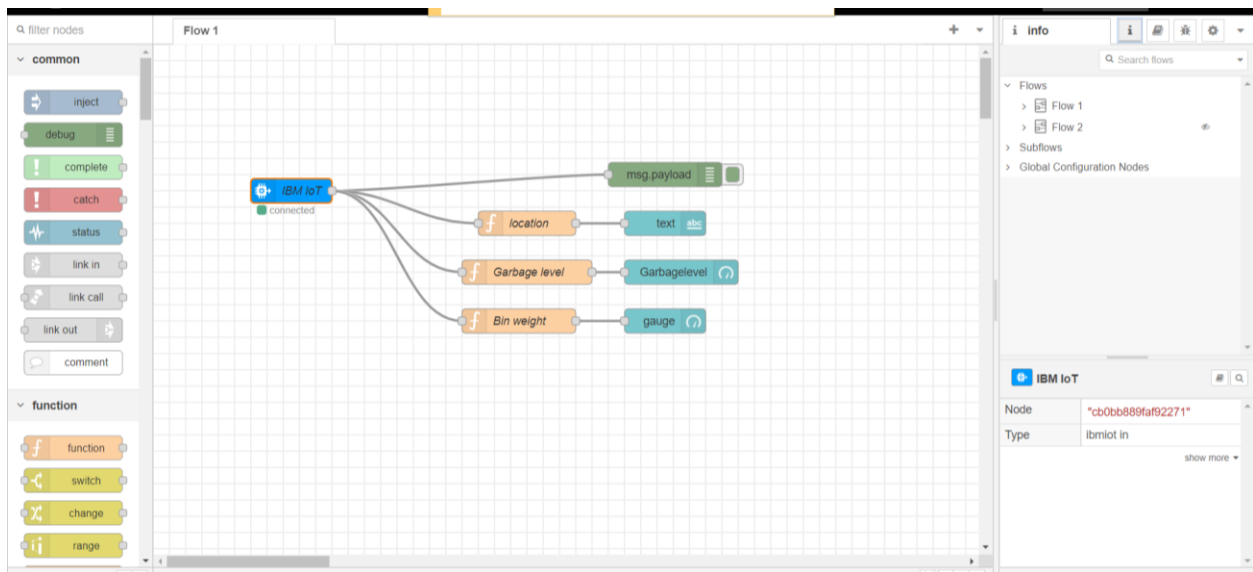 filter nodes
common
inject
debug
complete
catch
status
link in
link call
link out
comment
function
function
switch
change
range
Flow 1
IBM IoT
connected
msg.payload
location
text
abc
Garbage level
Garbagelevel
Bin weight
gauge
i info
i
Search flows
Flows
Flow 1
Flow 2
Subflows
Global Configuration Nodes
IBM IoT
Node "cb0bb889faf92271"
Type ibmiot in
show more